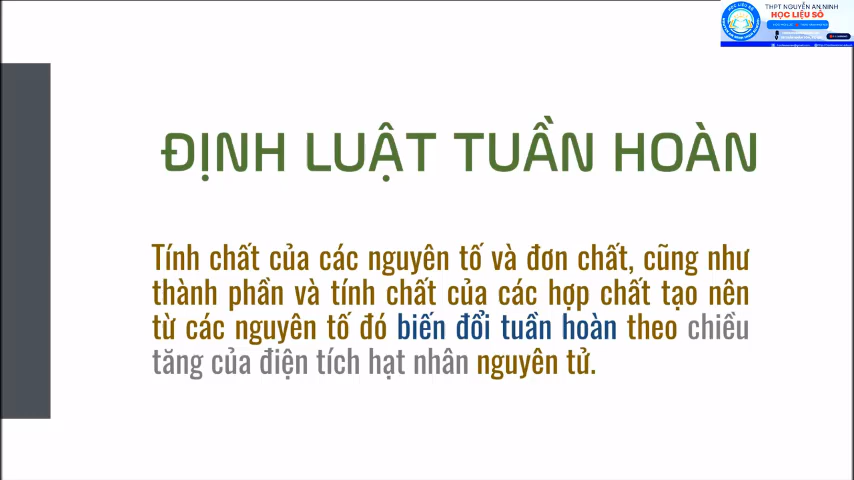 THPT NGUYỄN AN NINH
HỌC LIỆU SỐ
ĐỊNH LUẬT TUẦN HOÀN
Tính chất của các nguyên tố và đơn chất, cũng như
thành phần và tính chất của các hợp chất tạo nên
từ các nguyên tố đó biến đổi tuần hoàn theo chiều
tăng của điện tích hạt nhân nguyên tử.